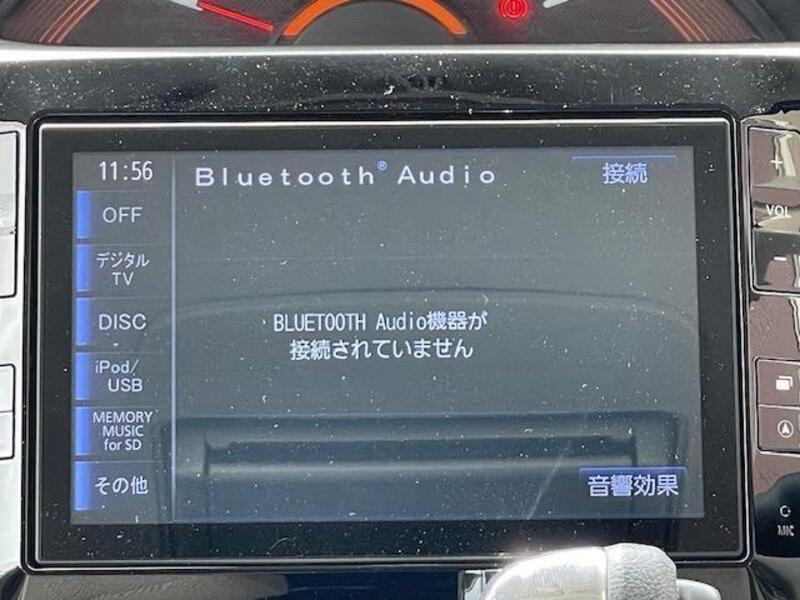 11:56
Bluetooth® Audio
接続
OFF
デジタル
TV
DISC
iPod/
USB
MEMORY
MUSIC
for SD
その他
BLUETOOTH Audio機器が
接続されていません
音響効果
+
VOL
-
MIC